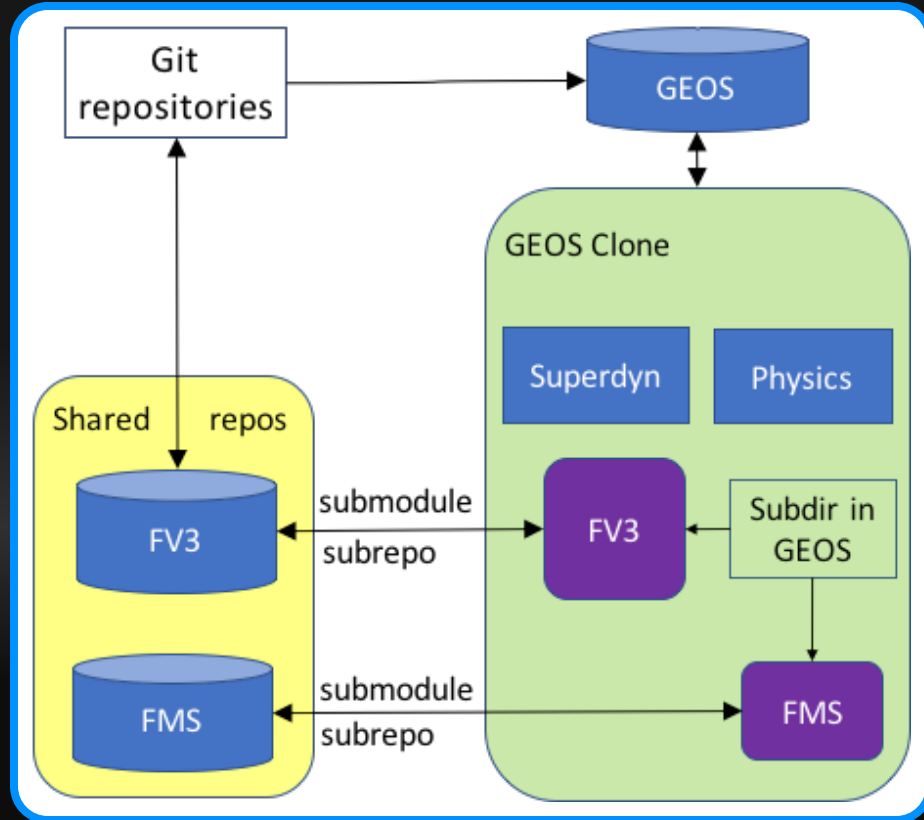 Git
repositories
GEOS
GEOS Clone
Superdyn
Physics
Shared repos
FV3
submodule
subrepo
FV3
Subdir in
GEOS
FMS
submodule
subrepo
FMS